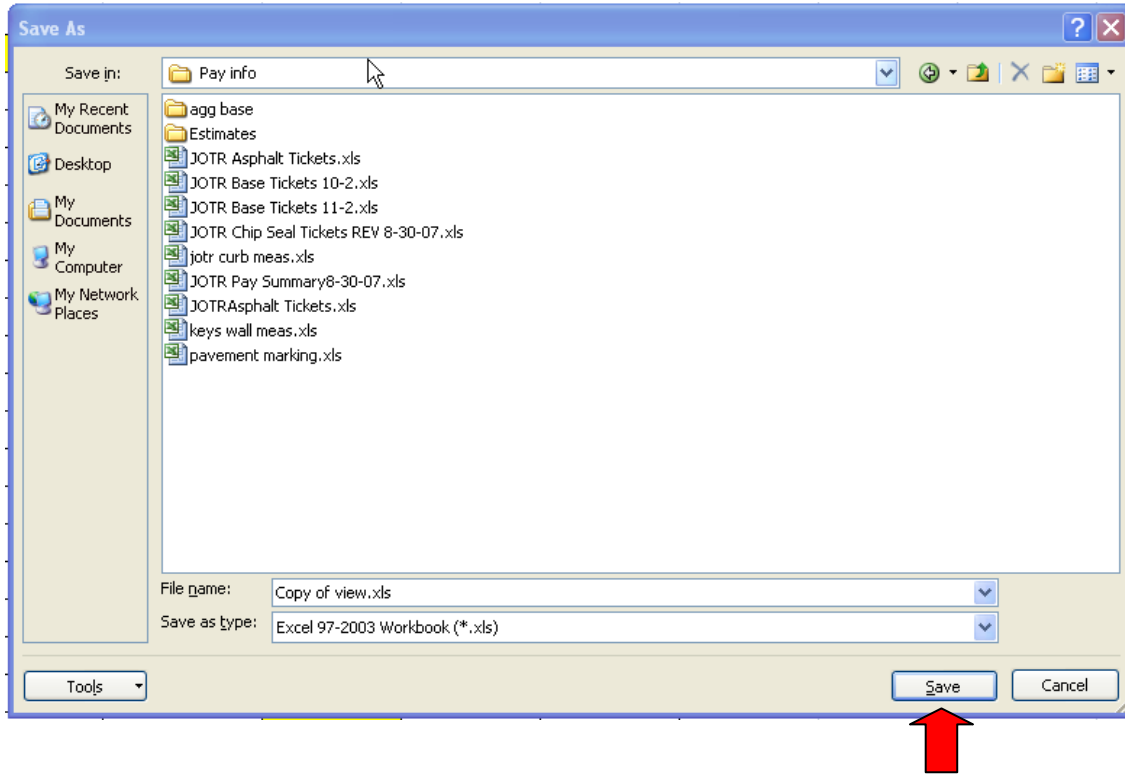 Save As
Save in:
Pay info
My Recent
Documents
Desktop
My
Documents
My
Computer
My Network
Places
agg base
Estimates
JOTR Asphalt Tickets.xls
JOTR Base Tickets 10-2.xls
JOTR Base Tickets 11-2.xls
JOTR Chip Seal Tickets REV 8-30-07.xls
jotr curb meas.xls
JOTR Pay Summary8-30-07.xls
JOTRAsphalt Tickets.xls
keys wall meas.xls
pavement marking.xls
File name:
Copy of view.xls
Save as type:
Excel 97-2003 Workbook (*.xls)
Tools
Save
Cancel